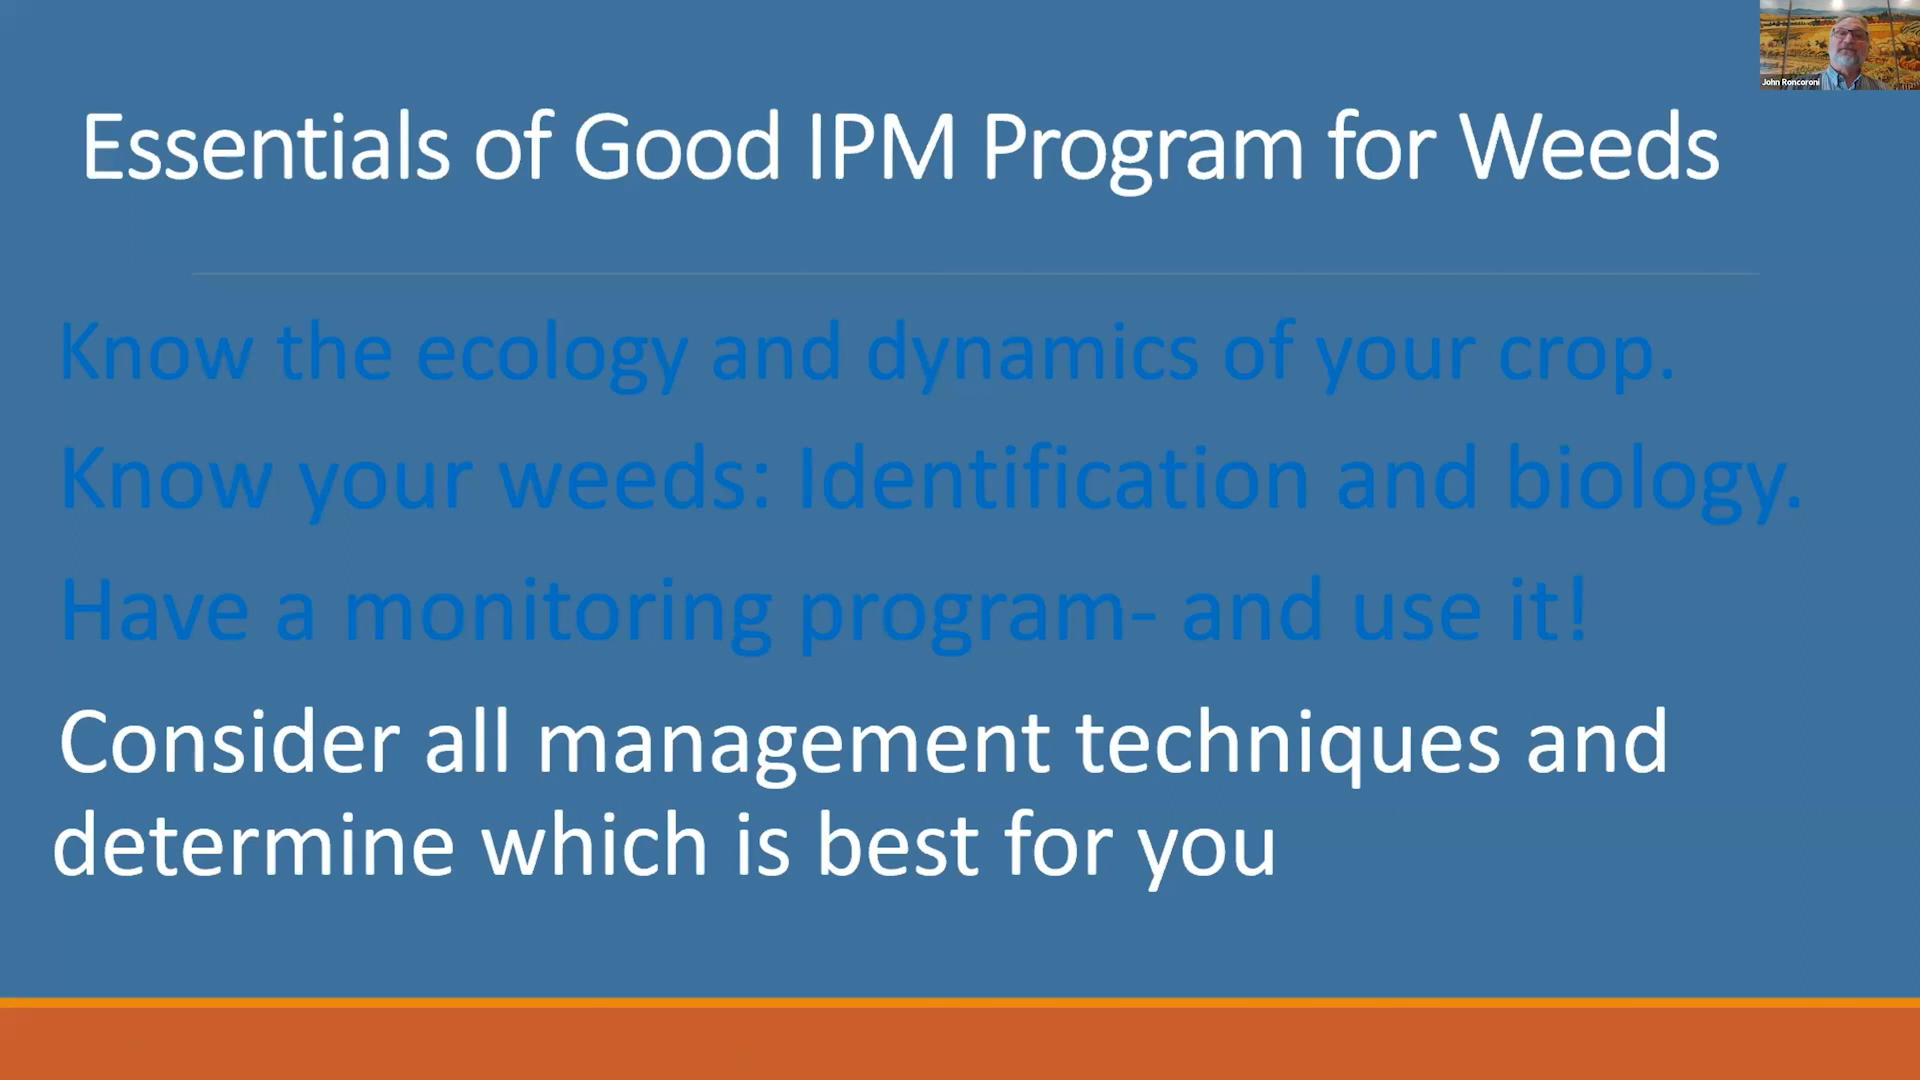 John Roncoroni
Essentials of Good IPM Program for Weeds
Know the ecology and dynamics of your crop.
Know your weeds: Identification and biology.
Have a monitoring program- and use it!
Consider all management techniques and
determine which is best for you